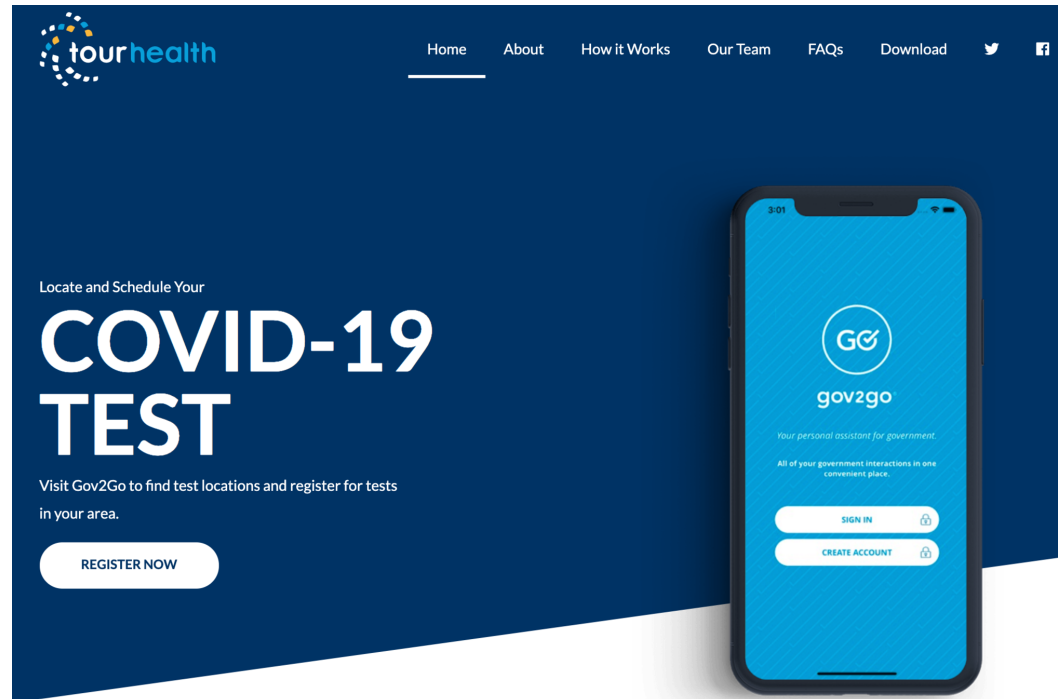 tourhealth
Home About How it Works Our Team FAQs Download
Locate and Schedule Your
COVID-19
TEST
Visit Gov2Go to find test locations and register for tests
in your area.
REGISTER NOW
3:01
GO
gov2go
Your personal assistant for government.
All of your government interactions in one
convenient place.
SIGN IN
CREATE ACCOUNT